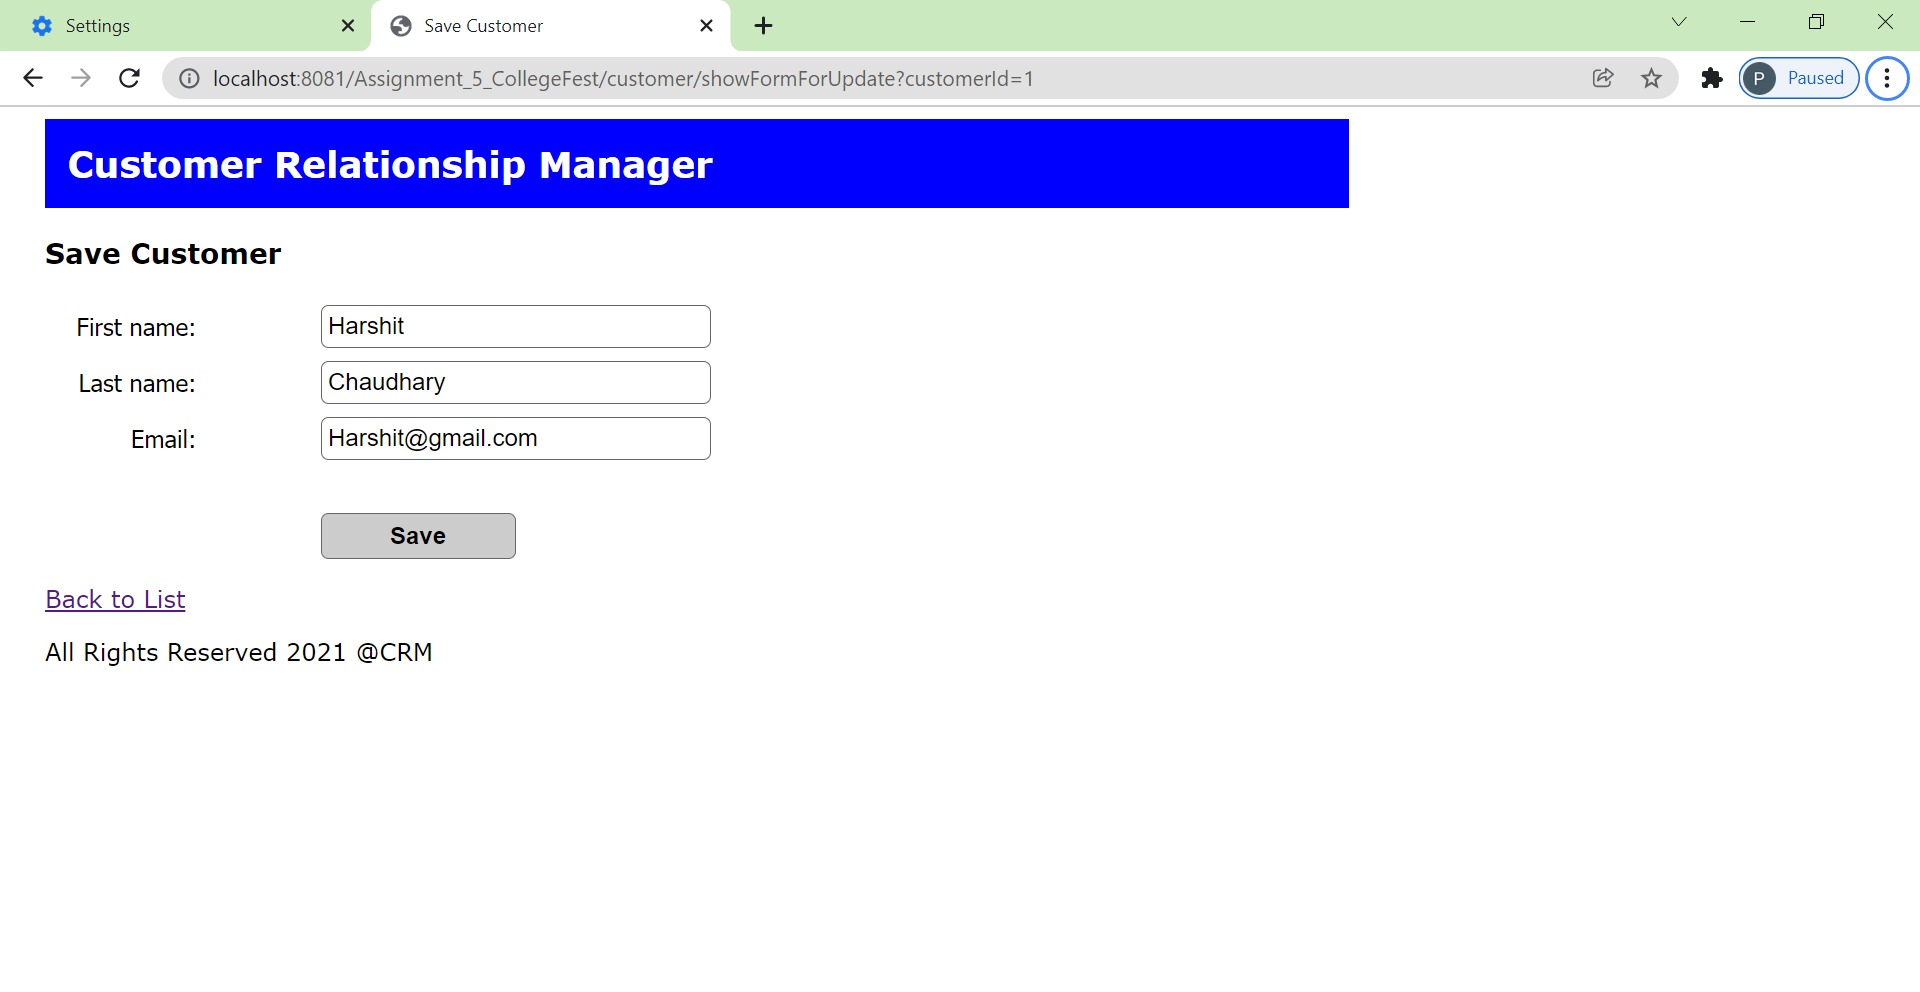 Settings
Save Customer
localhost:8081/Assignment_5_CollegeFest/customer/showFormForUpdate?customerId=1
P Paused
Customer Relationship Manager
Save Customer
First name: Harshit
Last name: Chaudhary
Email: Harshit@gmail.com
Save
Back to List
All Rights Reserved 2021 @CRM